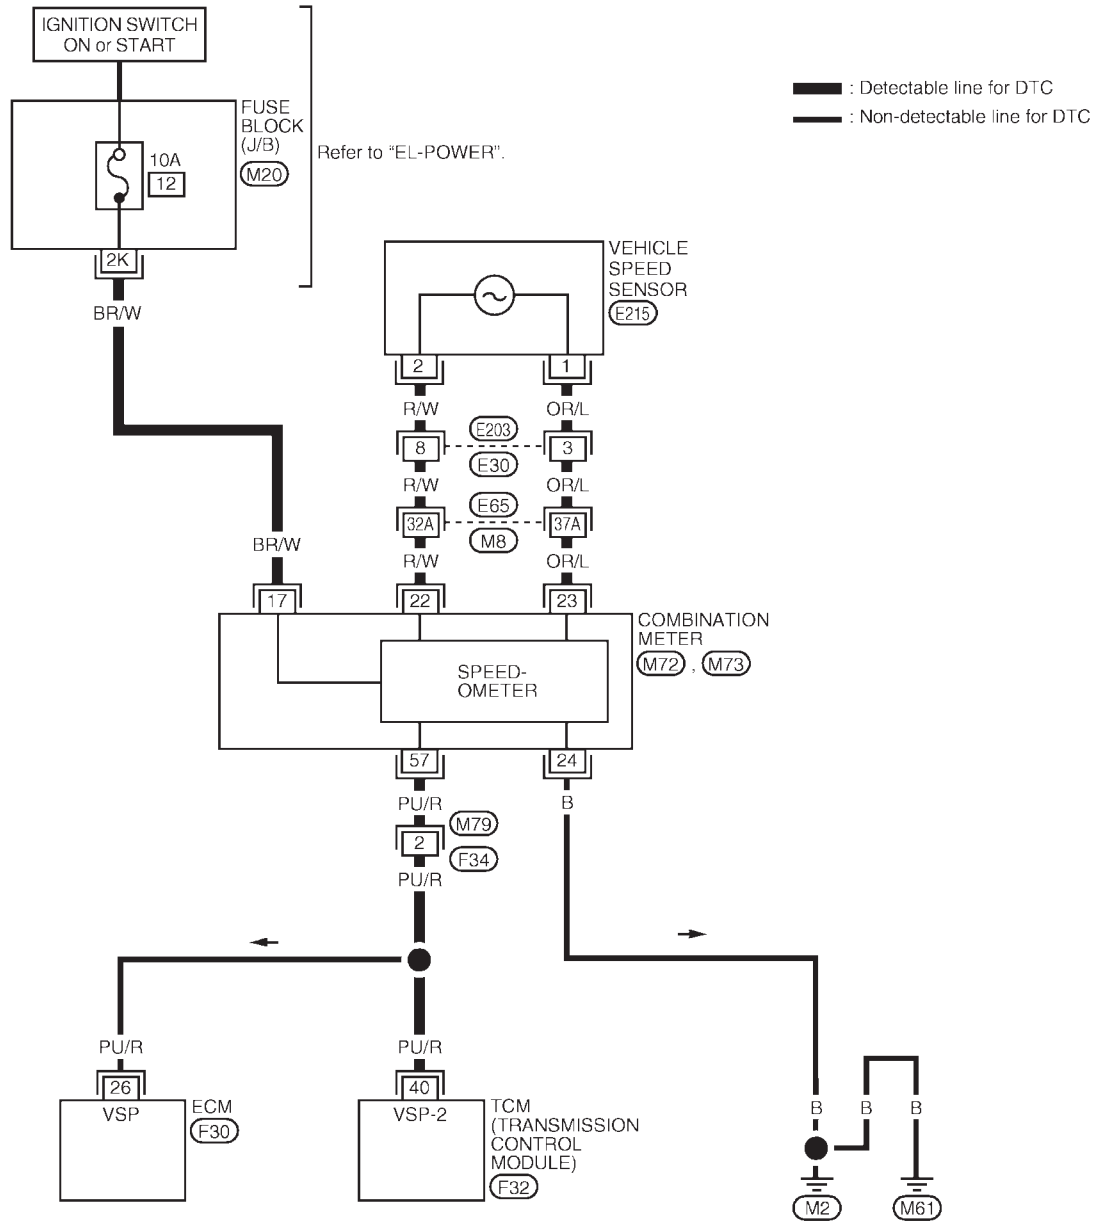 IGNITION SWITCH
ON or START
FUSE
BLOCK
(J/B)
M20
10A
12
2K
Refer to "EL-POWER".
: Detectable line for DTC
: Non-detectable line for DTC
BR/W
VEHICLE
SPEED
SENSOR
E215
2
1
R/W
OR/L
E203
8
3
E30
R/W
OR/L
E65
32A
37A
M8
BR/W
R/W
OR/L
17
22
23
COMBINATION
METER
M72 , M73
SPEED-
OMETER
57
24
PU/R
B
M79
2
F34
PU/R
PU/R
PU/R
26
40
VSP
ECM
F30
VSP-2
TCM
(TRANSMISSION
CONTROL
MODULE)
F32
B
B
B
M2
M61